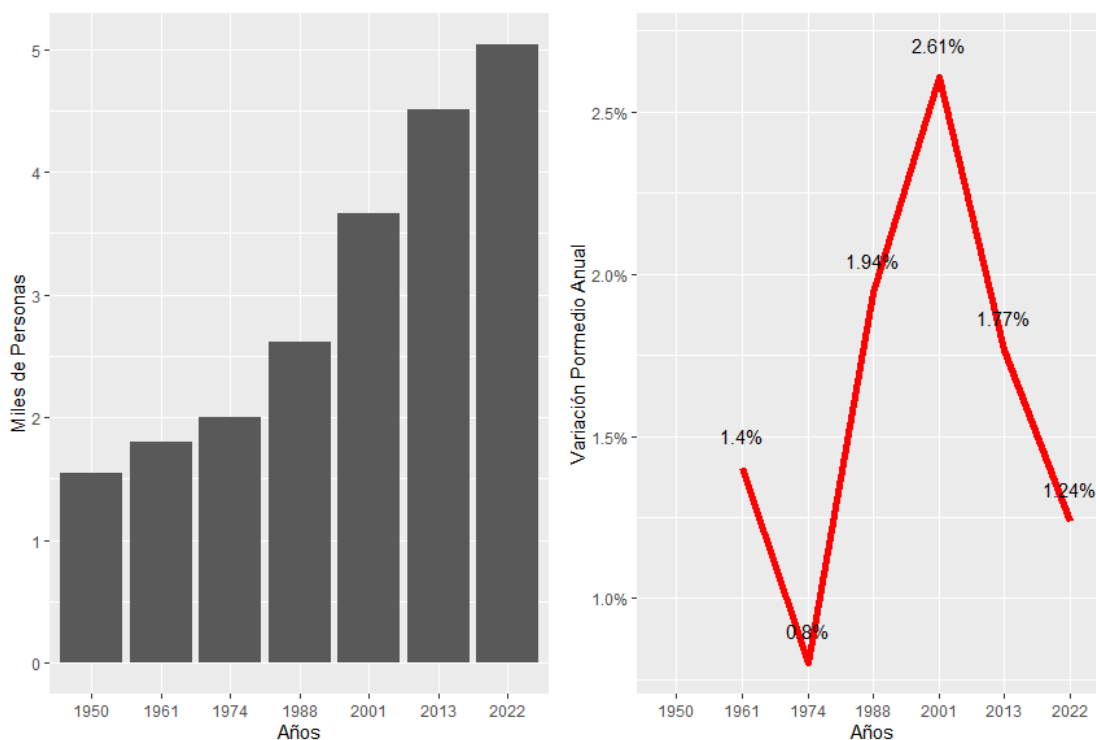 Miles de Personas
5
4
3
2
1
0
1950 1961 1974 1988 2001 2013 2022
Años
Variación Pormedio Anual
2.5%
2.0%
1.5%
1.0%
1.4%
0.8%
1.94%
2.61%
1.77%
1.24%
1950 1961 1974 1988 2001 2013 2022
Años